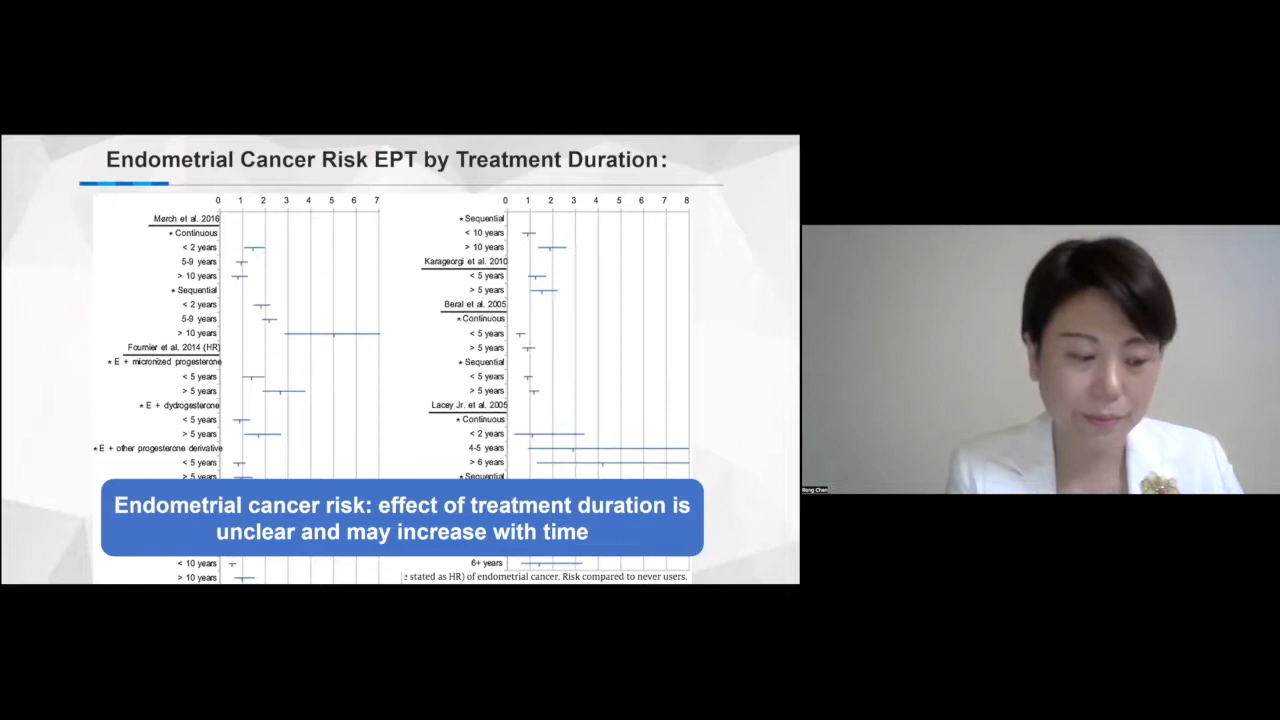 Endometrial Cancer Risk EPT by Treatment Duration:
0 1 2 3 4 5 6 7
Mørch et al. 2016
* Continuous
< 2 years
5-9 years
> 10 years
* Sequential
< 2 years
5-9 years
> 10 years
Fournier et al. 2014 (HR)
* E + micronized progesterone
< 5 years
> 5 years
* E + dydrogesterone
< 5 years
> 5 years
* E + other progesterone derivative
< 5 years
> 5 years
< 10 years
> 10 years
0 1 2 3 4 5 6 7 8
* Sequential
< 10 years
> 10 years
Karageorgi et al. 2010
< 5 years
> 5 years
Beral et al. 2005
* Continuous
< 5 years
> 5 years
* Sequential
< 5 years
> 5 years
Lacey Jr. et al. 2005
* Continuous
< 2 years
4-5 years
> 6 years
* Sequential
6+ years
stated as HR) of endometrial cancer. Risk compared to never users.
Endometrial cancer risk: effect of treatment duration is
unclear and may increase with time
Rong Chen